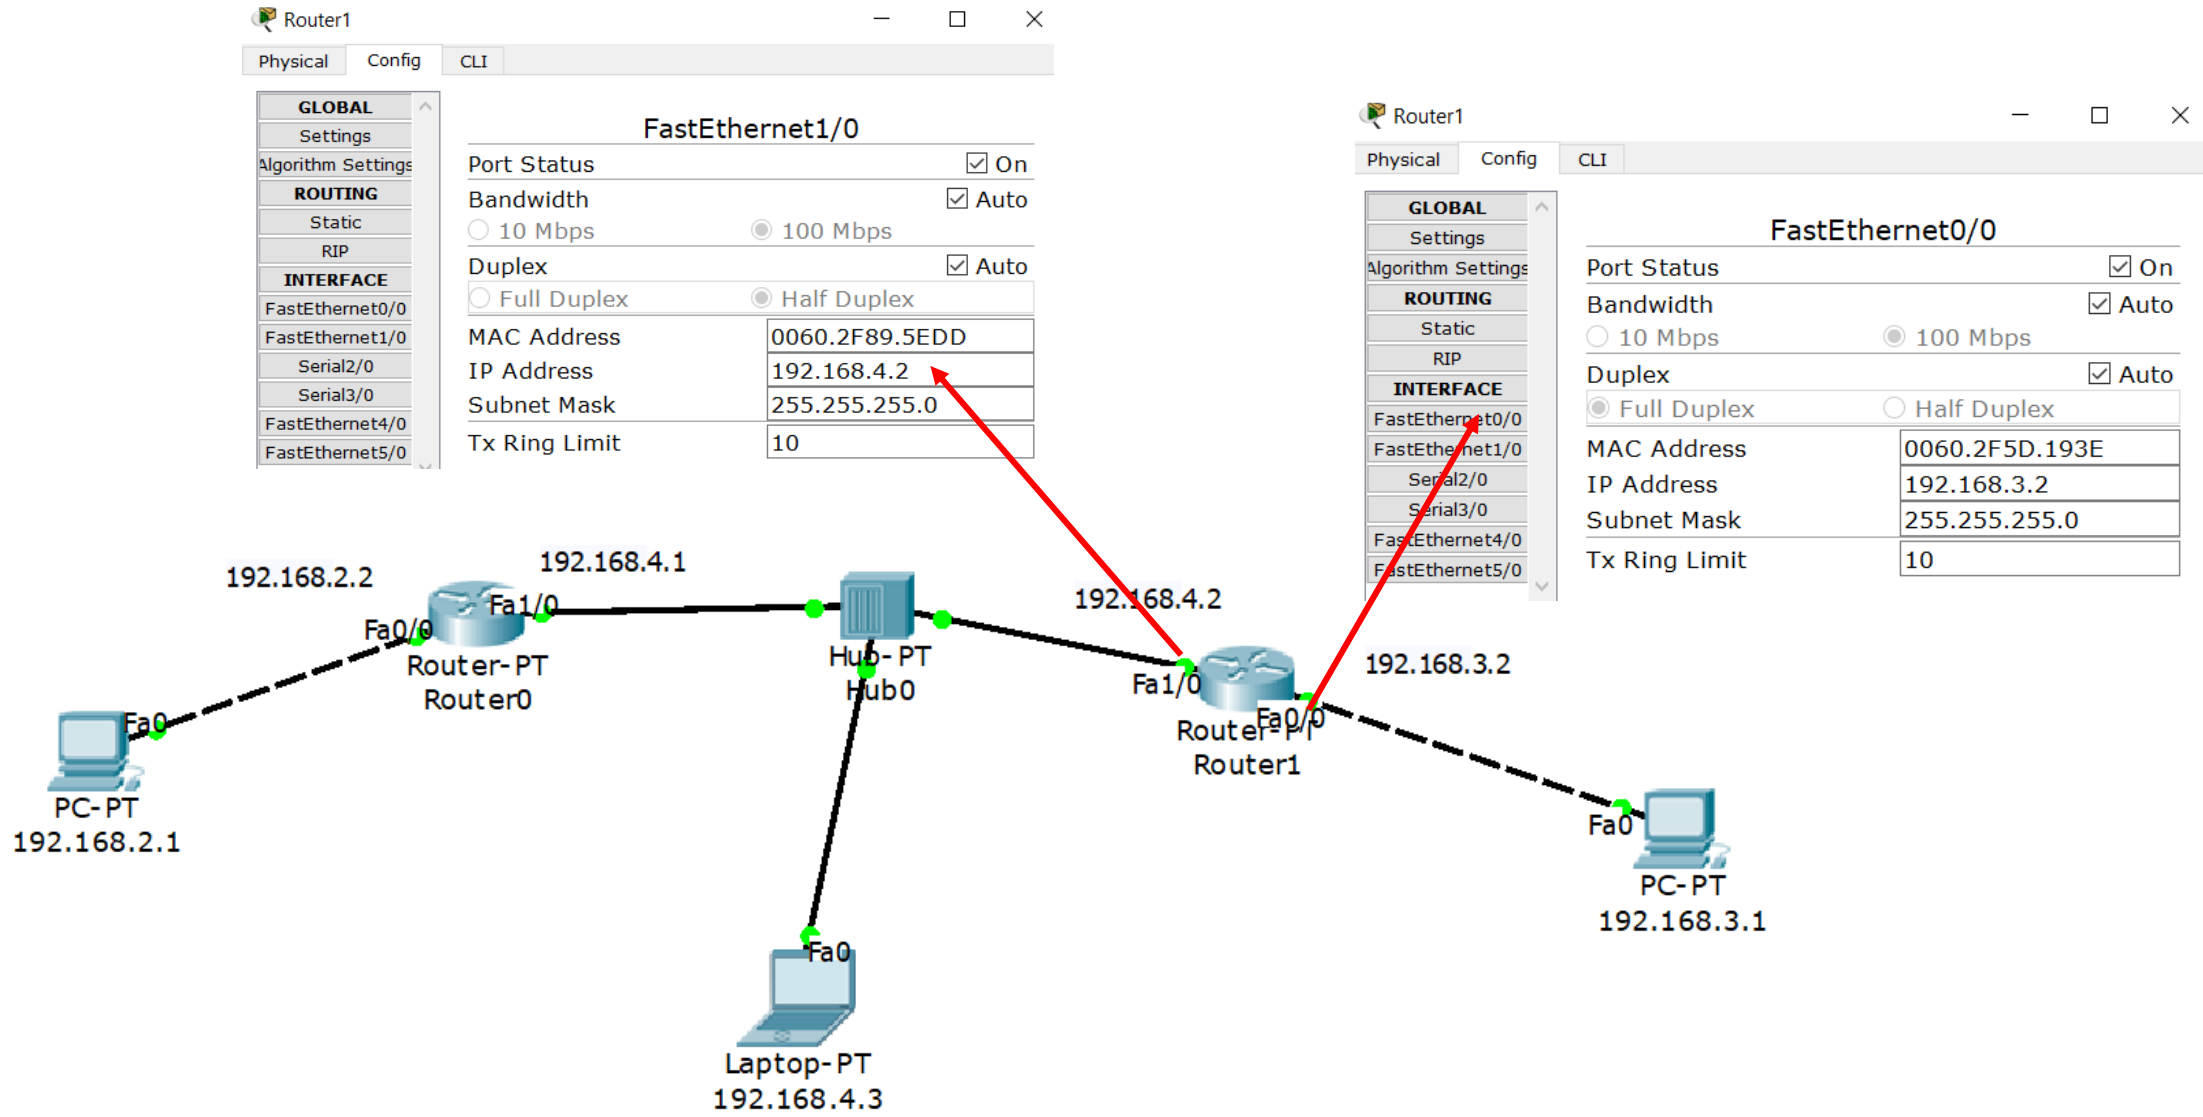 Router1
Physical Config CLI
GLOBAL
Settings
Algorithm Settings
ROUTING
Static
RIP
INTERFACE
FastEthernet0/0
FastEthernet1/0
Serial2/0
Serial3/0
FastEthernet4/0
FastEthernet5/0
FastEthernet1/0
Port Status On
Bandwidth Auto
10 Mbps 100 Mbps
Duplex Auto
Full Duplex Half Duplex
MAC Address 0060.2F89.5EDD
IP Address 192.168.4.2
Subnet Mask 255.255.255.0
Tx Ring Limit 10
Router1
Physical Config CLI
GLOBAL
Settings
Algorithm Settings
ROUTING
Static
RIP
INTERFACE
FastEthernet0/0
FastEthernet1/0
Serial2/0
Serial3/0
FastEthernet4/0
FastEthernet5/0
FastEthernet0/0
Port Status On
Bandwidth Auto
10 Mbps 100 Mbps
Duplex Auto
Full Duplex Half Duplex
MAC Address 0060.2F5D.193E
IP Address 192.168.3.2
Subnet Mask 255.255.255.0
Tx Ring Limit 10
192.168.2.2
192.168.4.1
Fa1/0
Fa0/0
Router-PT
Router0
Hub-PT
Hub0
192.168.4.2
Fa1/0
192.168.3.2
Fa0/0
Router-PT
Router1
Fa0
PC-PT
192.168.2.1
Fa0
PC-PT
192.168.3.1
Fa0
Laptop-PT
192.168.4.3